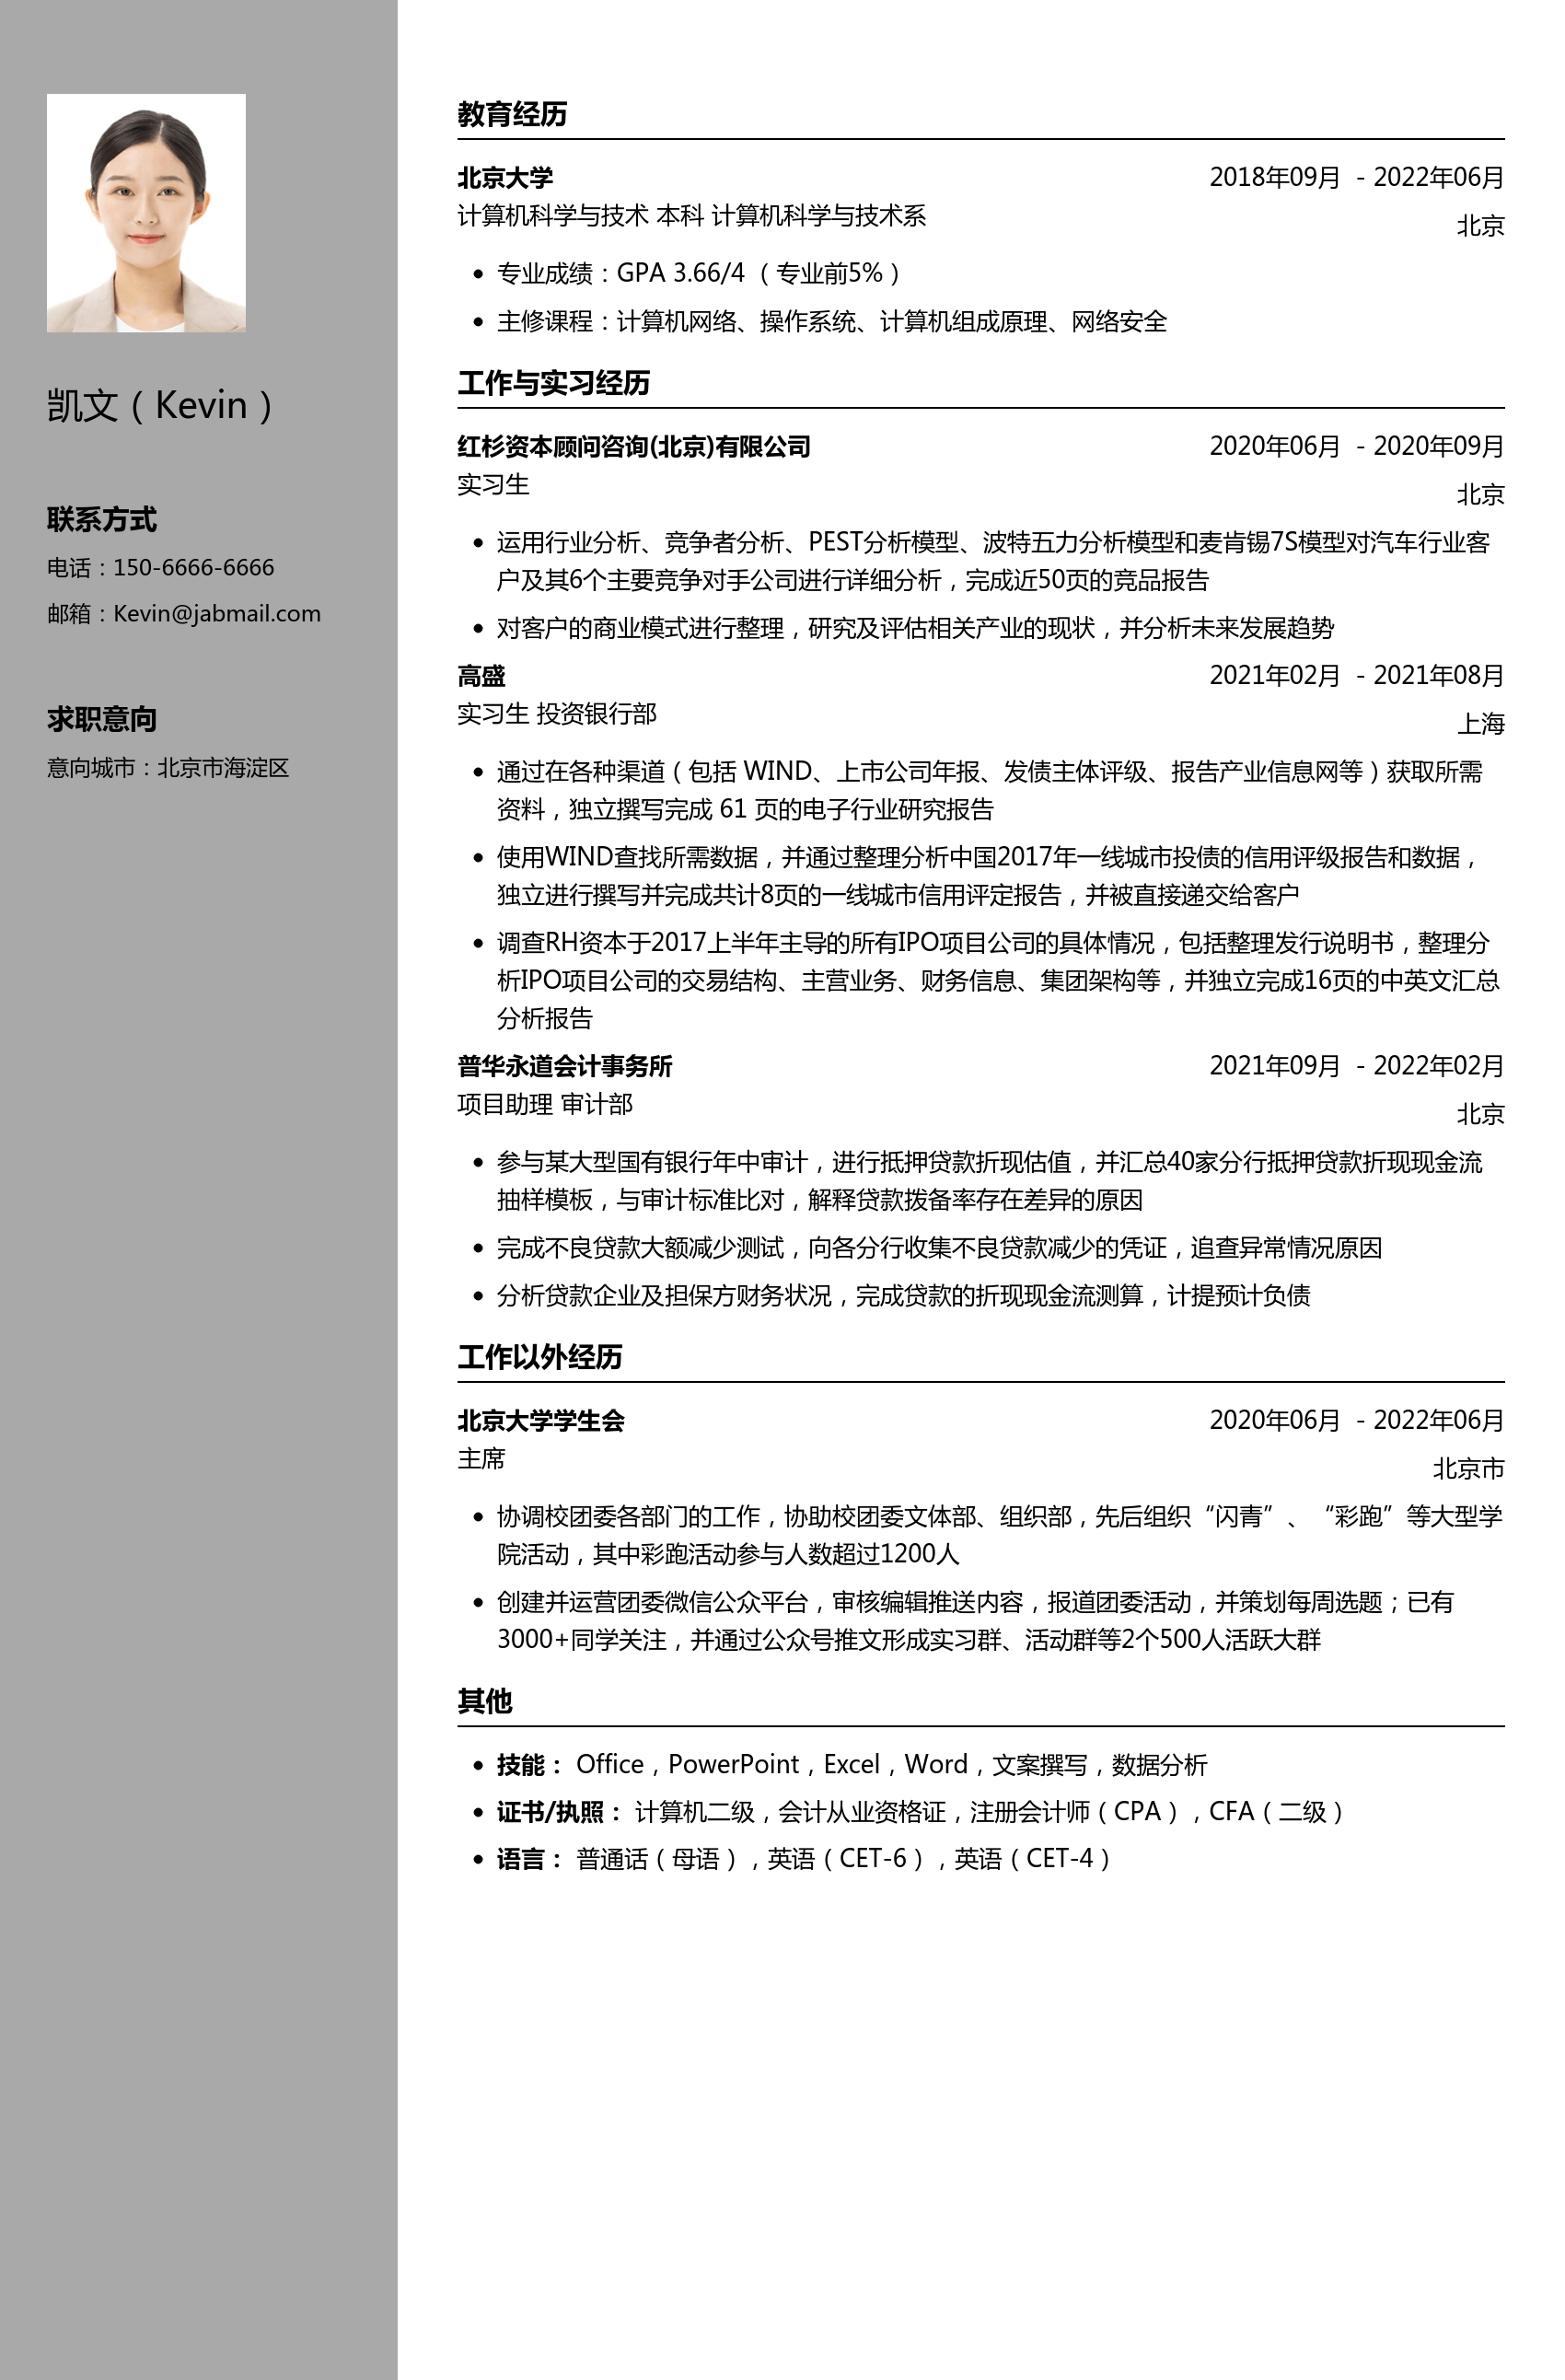 凯文（Kevin）
联系方式
电话：150-6666-6666
邮箱：Kevin@jabmail.com
求职意向
意向城市：北京市海淀区
教育经历
北京大学 2018年09月 - 2022年06月
计算机科学与技术 本科 计算机科学与技术系 北京
• 专业成绩：GPA 3.66/4 （专业前5%）
• 主修课程：计算机网络、操作系统、计算机组成原理、网络安全
工作与实习经历
红杉资本顾问咨询(北京)有限公司 2020年06月 - 2020年09月
实习生 北京
• 运用行业分析、竞争者分析、PEST分析模型、波特五力分析模型和麦肯锡7S模型对汽车行业客
户及其6个主要竞争对手公司进行详细分析，完成近50页的竞品报告
• 对客户的商业模式进行整理，研究及评估相关产业的现状，并分析未来发展趋势
高盛 2021年02月 - 2021年08月
实习生 投资银行部 上海
• 通过在各种渠道（包括 WIND、上市公司年报、发债主体评级、报告产业信息网等）获取所需
资料，独立撰写完成 61 页的电子行业研究报告
• 使用WIND查找所需数据，并通过整理分析中国2017年一线城市投债的信用评级报告和数据，
独立进行撰写并完成共计8页的一线城市信用评定报告，并被直接递交给客户
• 调查RH资本于2017上半年主导的所有IPO项目公司的具体情况，包括整理发行说明书，整理分
析IPO项目公司的交易结构、主营业务、财务信息、集团架构等，并独立完成16页的中英文汇总
分析报告
普华永道会计事务所 2021年09月 - 2022年02月
项目助理 审计部 北京
• 参与某大型国有银行年中审计，进行抵押贷款折现估值，并汇总40家分行抵押贷款折现现金流
抽样模板，与审计标准比对，解释贷款拨备率存在差异的原因
• 完成不良贷款大额减少测试，向各分行收集不良贷款减少的凭证，追查异常情况原因
• 分析贷款企业及担保方财务状况，完成贷款的折现现金流测算，计提预计负债
工作以外经历
北京大学学生会 2020年06月 - 2022年06月
主席 北京市
• 协调校团委各部门的工作，协助校团委文体部、组织部，先后组织“闪青”、“彩跑”等大型学
院活动，其中彩跑活动参与人数超过1200人
• 创建并运营团委微信公众平台，审核编辑推送内容，报道团委活动，并策划每周选题；已有
3000+同学关注，并通过公众号推文形成实习群、活动群等2个500人活跃大群
其他
• 技能： Office，PowerPoint，Excel，Word，文案撰写，数据分析
• 证书/执照： 计算机二级，会计从业资格证，注册会计师（CPA），CFA（二级）
• 语言： 普通话（母语），英语（CET-6），英语（CET-4）